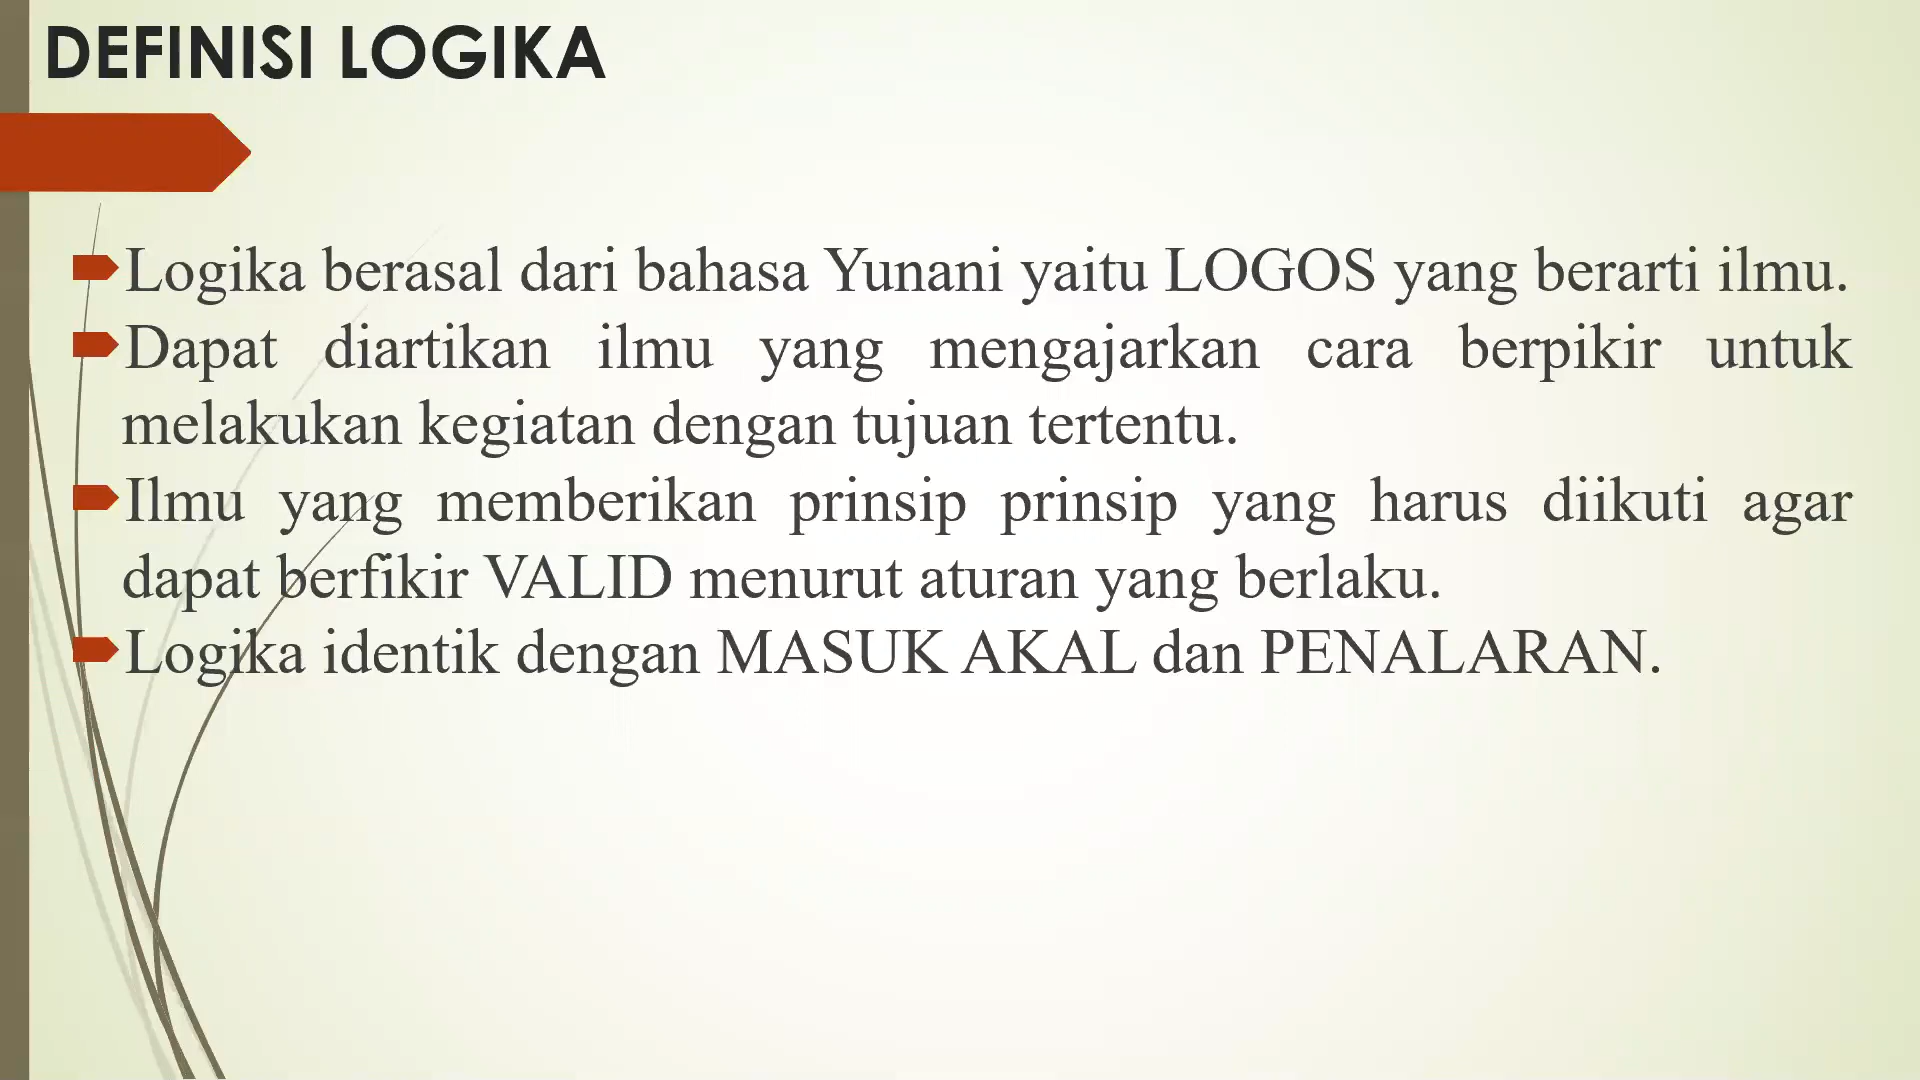 DEFINISI LOGIKA
Logika berasal dari bahasa Yunani yaitu LOGOS yang berarti ilmu.
Dapat diartikan ilmu yang mengajarkan cara berpikir untuk
melakukan kegiatan dengan tujuan tertentu.
Ilmu yang memberikan prinsip prinsip yang harus diikuti agar
dapat berfikir VALID menurut aturan yang berlaku.
Logika identik dengan MASUK AKAL dan PENALARAN.